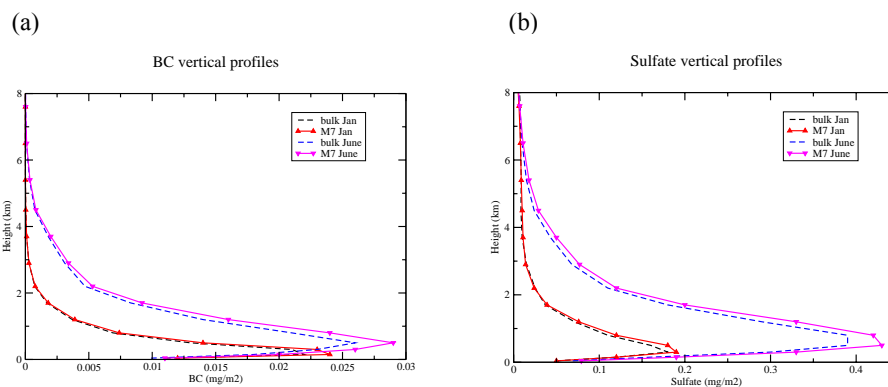 (a)
BC vertical profiles
8
6
4
2
0
Height (km)
0
0.005
0.01
0.015
0.02
0.025
0.03
BC (mg/m2)
bulk Jan
M7 Jan
bulk June
M7 June
(b)
Sulfate vertical profiles
8
6
4
2
0
Height (km)
0
0.1
0.2
0.3
0.4
Sulfate (mg/m2)
bulk Jan
M7 Jan
bulk June
M7 June